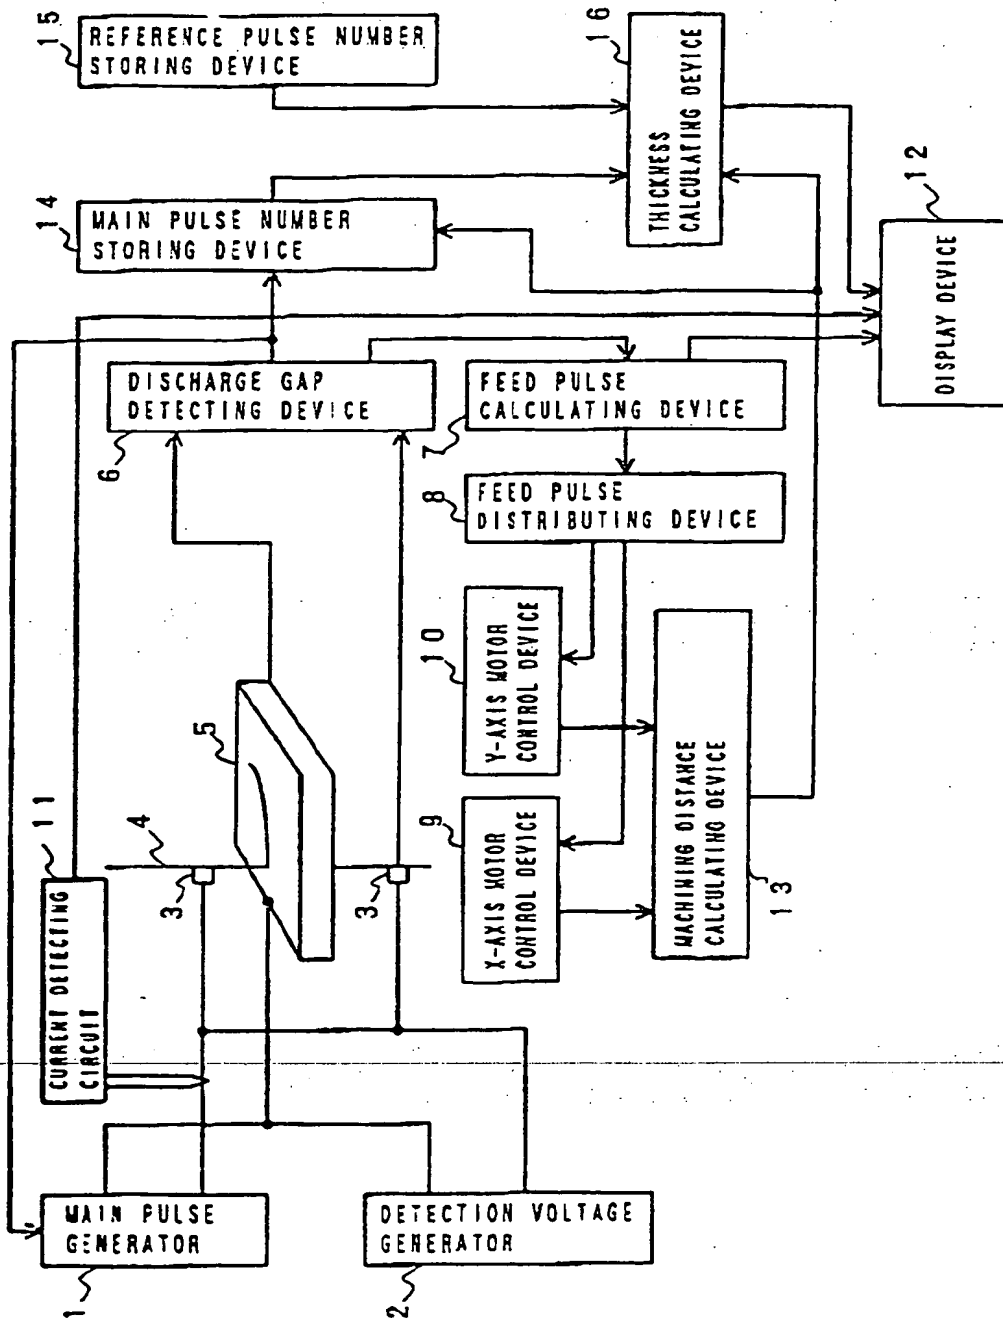 15
REFERENCE PULSE NUMBER
STORING DEVICE
16
THICKNESS
CALCULATING DEVICE
14
MAIN PULSE NUMBER
STORING DEVICE
12
DISPLAY DEVICE
DISCHARGE GAP
DETECTING DEVICE
6
FEED PULSE
CALCULATING DEVICE
7
8
FEED PULSE
DISTRIBUTING DEVICE
10
Y-AXIS MOTOR
CONTROL DEVICE
9
X-AXIS MOTOR
CONTROL DEVICE
MACHINING DISTANCE
CALCULATING DEVICE
13
5
4
3
3
11
CURRENT DETECTING
CIRCUIT
MAIN PULSE
GENERATOR
1
DETECTION VOLTAGE
GENERATOR
2